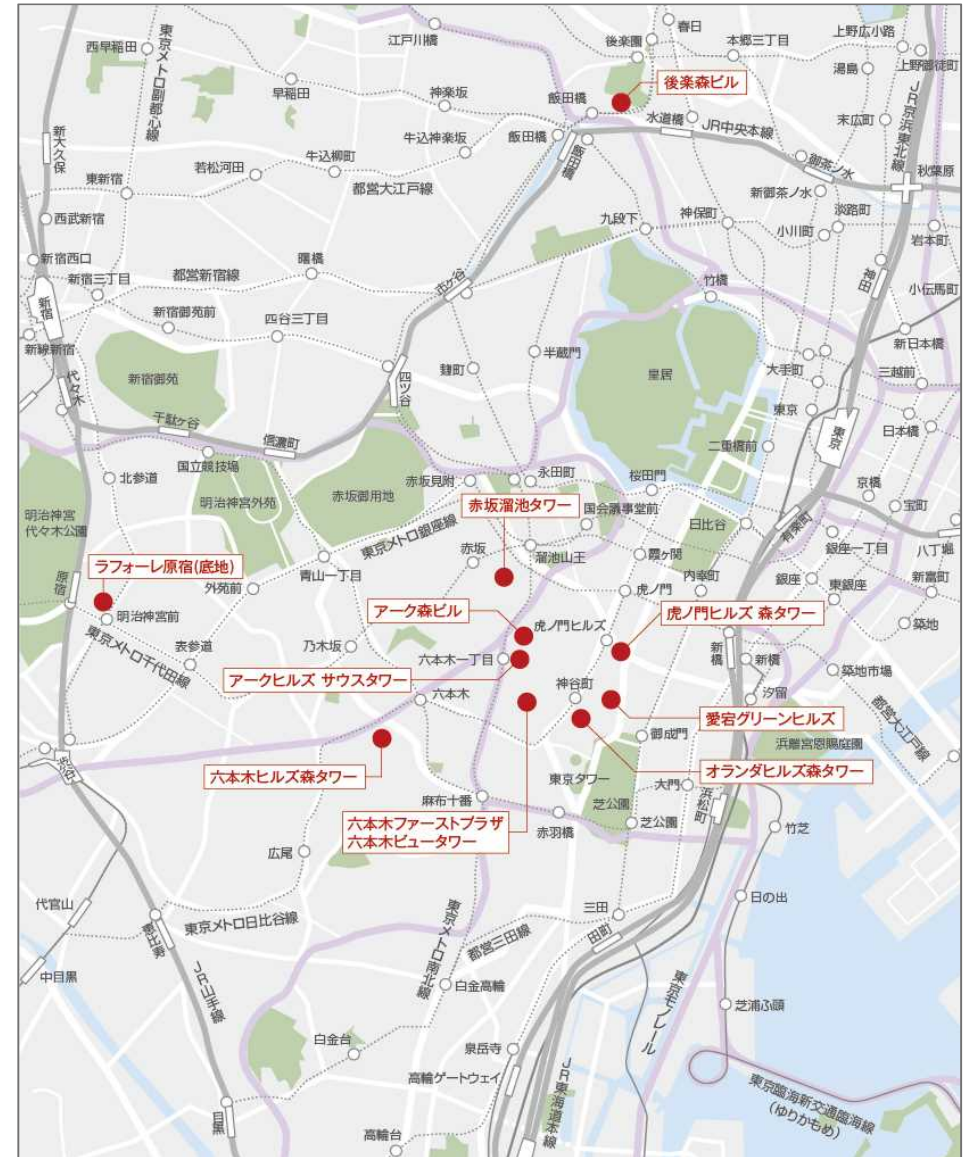 春日
江戸川橋
後楽園
本郷三丁目
上野広小路
西早稲田
東京メトロ副都心線
湯島
上野御徒町
JR京浜東北線
後楽森ビル
早稲田
神楽坂
飯田橋
水道橋
JR中央本線
末広町
新大久保
牛込柳町
牛込神楽坂
飯田橋
飯田橋
若松河田
御茶ノ水
秋葉原
東新宿
都営大江戸線
新御茶ノ水
西武新宿
九段下
神保町
淡路町
小川町
岩本町
新宿西口
曙橋
市ヶ谷
新宿三丁目
都営新宿線
竹橋
神田
小伝馬町
新宿
新宿御苑前
四谷三丁目
新線新宿
代々木
半蔵門
新日本橋
新宿御苑
四ツ谷
麹町
皇居
大手町
三越前
千駄ヶ谷
東京
東京
日本橋
信濃町
二重橋前
国立競技場
永田町
北参道
赤坂見附
桜田門
京橋
明治神宮
代々木公園
明治神宮外苑
赤坂御用地
赤坂溜池タワー
国会議事堂前
宝町
日比谷
有楽町
東京メトロ銀座線
赤坂
溜池山王
霞ヶ関
銀座一丁目
八丁堀
ラフォーレ原宿(底地)
原宿
青山一丁目
外苑前
内幸町
銀座
東銀座
新富町
虎ノ門
アーク森ビル
虎ノ門ヒルズ
虎ノ門ヒルズ 森タワー
明治神宮前
築地
東京メトロ千代田線
表参道
乃木坂
六本木一丁目
新橋
新橋
築地市場
アークヒルズ サウスタワー
神谷町
六本木
汐留
愛宕グリーンヒルズ
都営大江戸線
御成門
浜離宮恩賜庭園
渋谷
六本木ヒルズ森タワー
東京タワー
大門
オランダヒルズ森タワー
麻布十番
芝公園
浜松町
六本木ファーストプラザ
六本木ビュータワー
赤羽橋
芝公園
竹芝
広尾
代官山
日の出
東京メトロ日比谷線
恵比寿
三田
田町
東京メトロ南北線
都営三田線
中目黒
JR山手線
白金高輪
東京モノレール
芝浦ふ頭
白金台
泉岳寺
高輪ゲートウェイ
目黒
JR東海道本線
東京臨海新交通臨海線
(ゆりかもめ)
高輪台